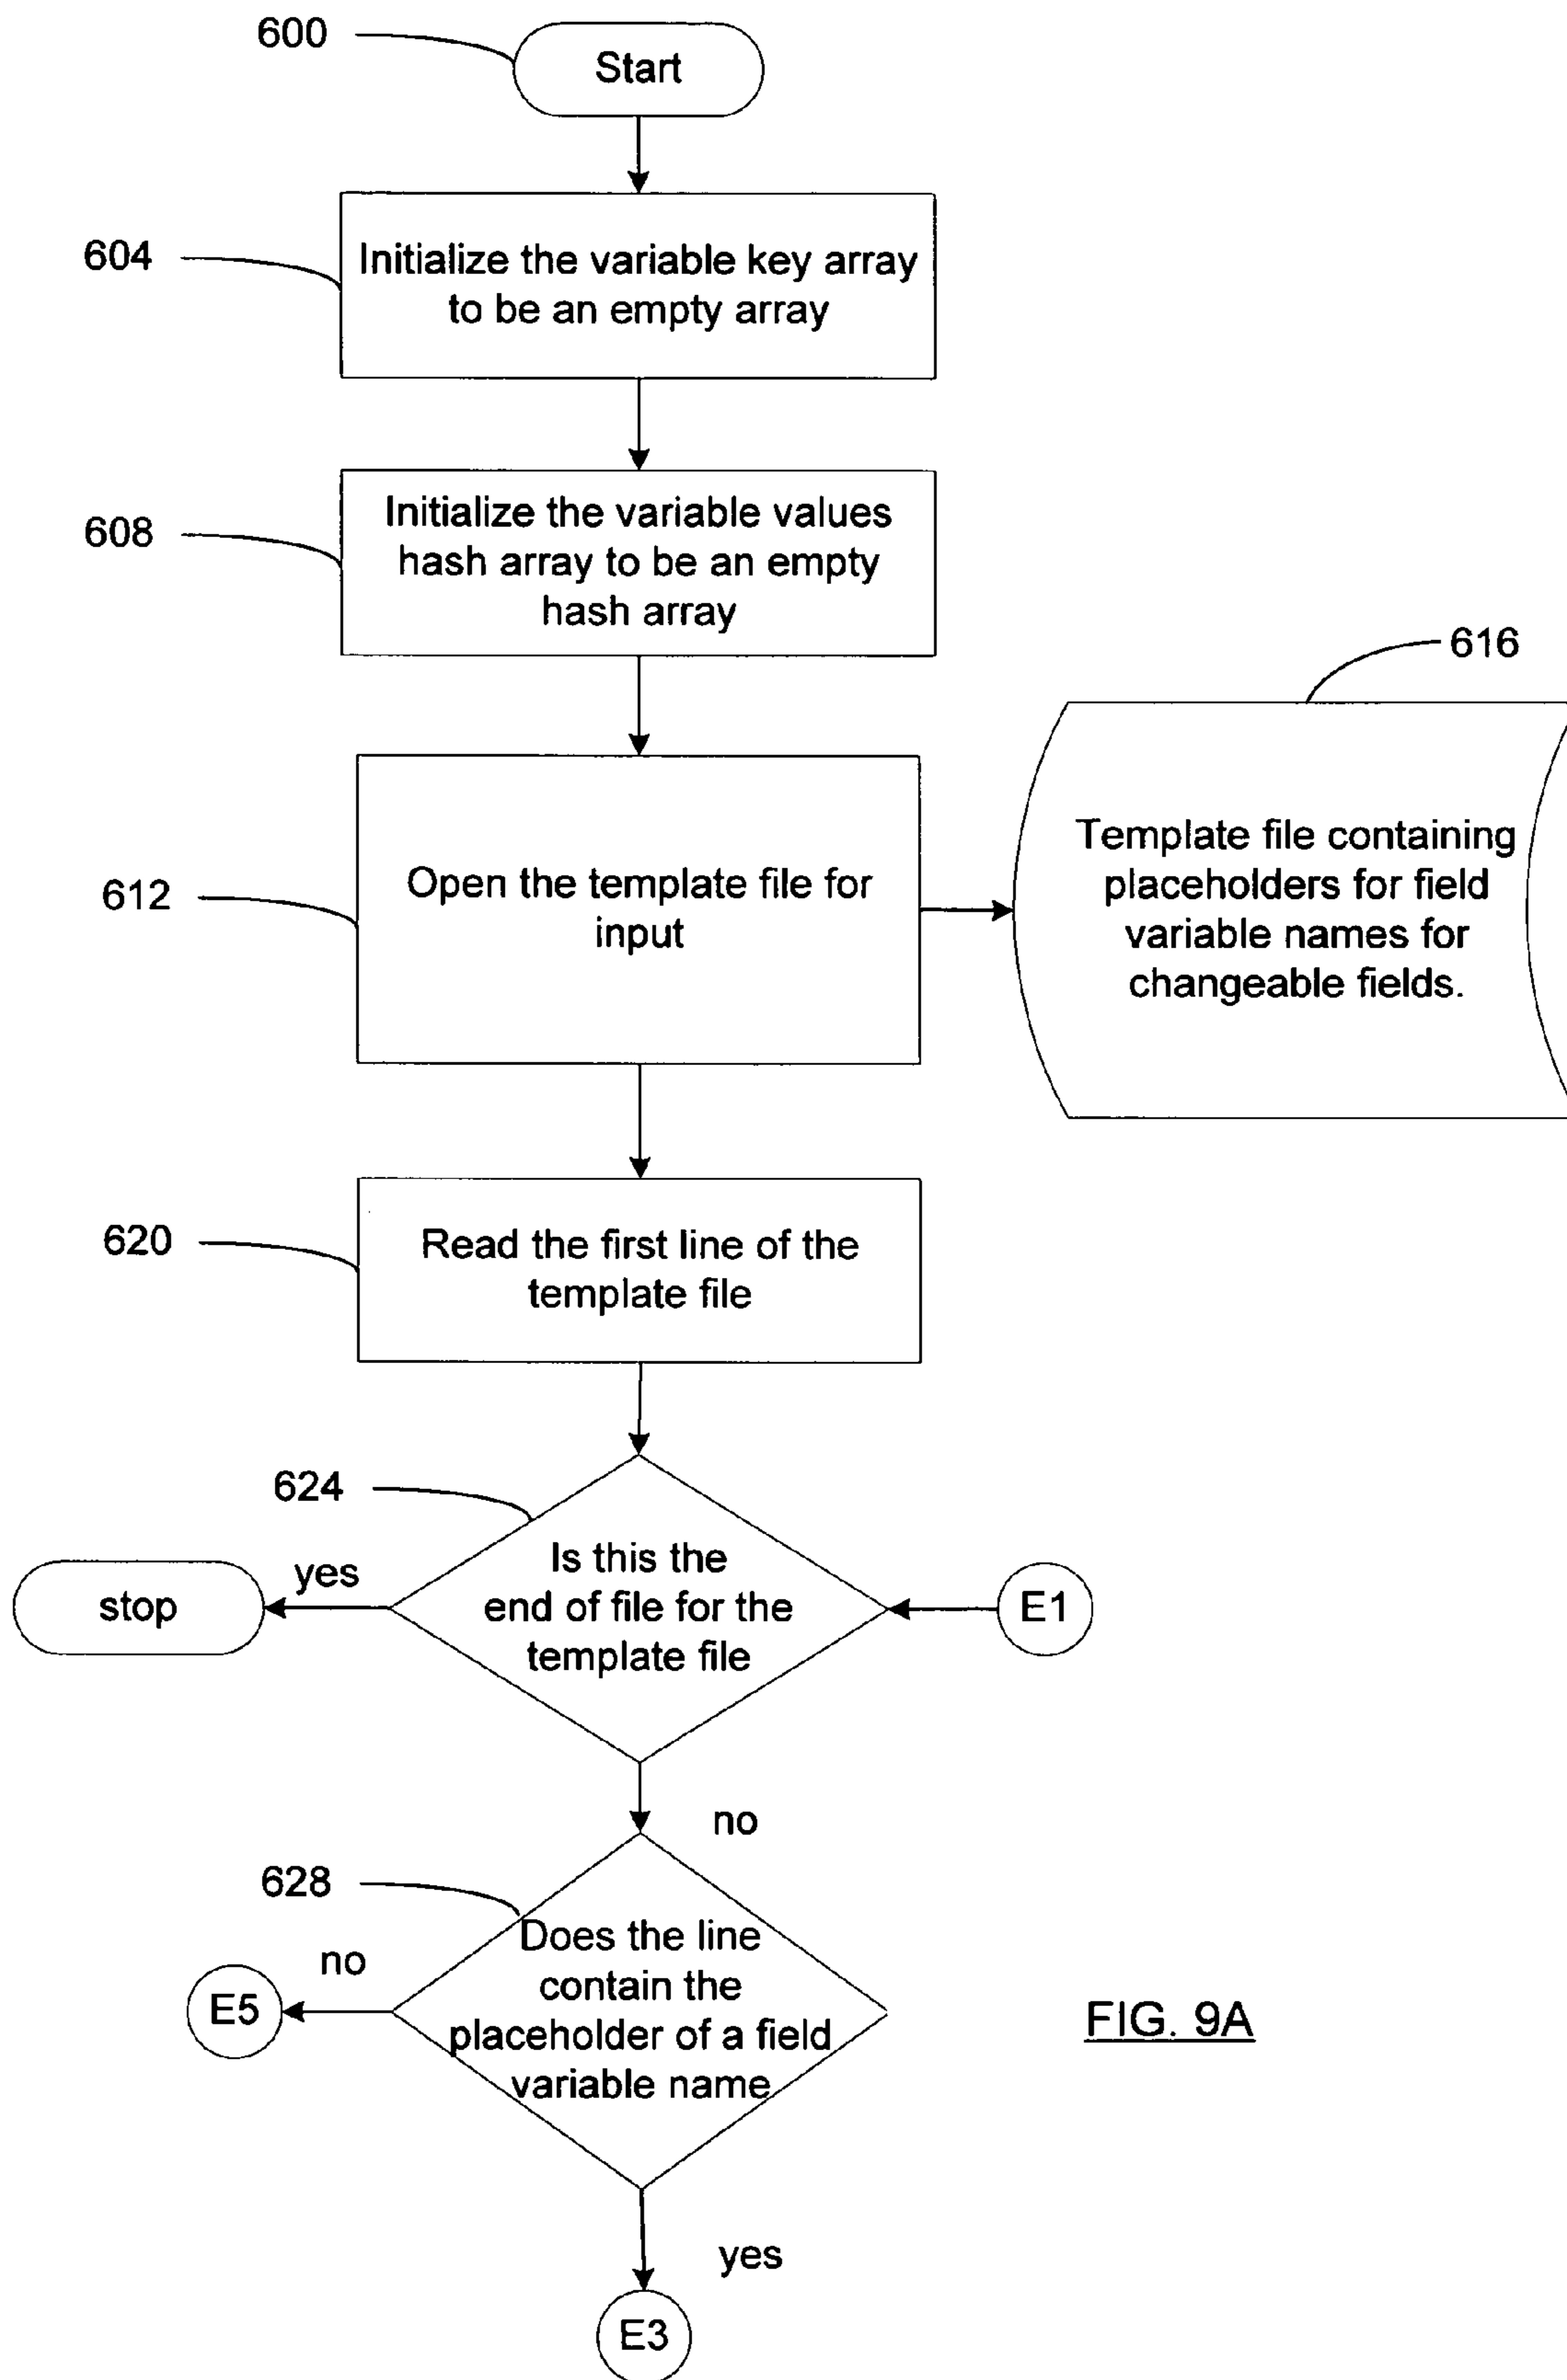 600
Start
604
Initialize the variable key array
to be an empty array
608
Initialize the variable values
hash array to be an empty
hash array
616
612
Open the template file for
input
Template file containing
placeholders for field
variable names for
changeable fields.
620
Read the first line of the
template file
624
Is this the
end of file for the
template file
yes
stop
E1
no
628
Does the line
contain the
placeholder of a field
variable name
no
E5
FIG. 9A
yes
E3